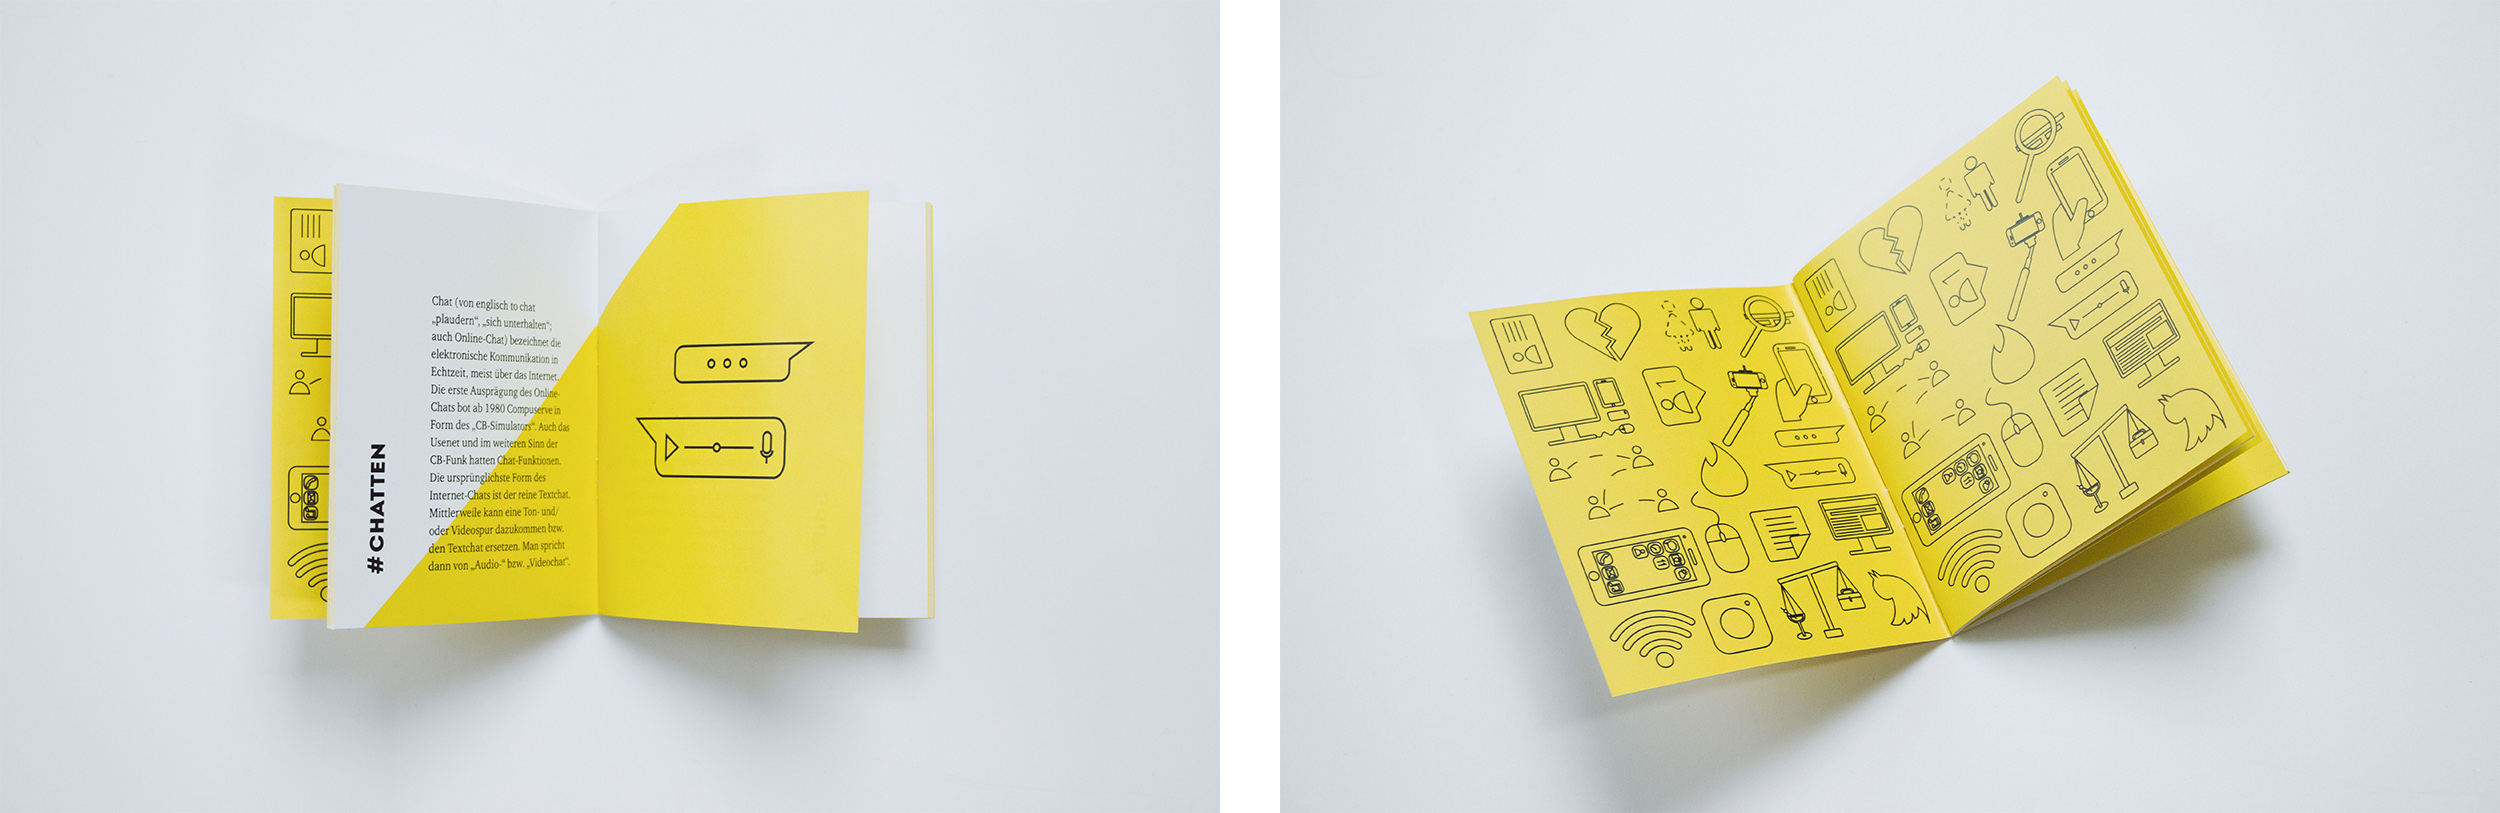 #CHATTEN
Chat (von englisch to chat
„plaudern“, „sich unterhalten“;
auch Online-Chat) bezeichnet die
elektronische Kommunikation in
Echtzeit, meist über das Internet.
Die erste Ausprägung des Online-
Chats bot ab 1980 Compuserve in
Form des „CB-Simulators“. Auch das
Usenet und im weiteren Sinn der
CB-Funk hatten Chat-Funktionen.
Die ursprünglichste Form des
Internet-Chats ist der reine Textchat.
Mittlerweile kann eine Ton- und/
oder Videospur dazukommen bzw.
den Textchat ersetzen. Man spricht
dann von „Audio-“ bzw. „Videochat“.
1
1